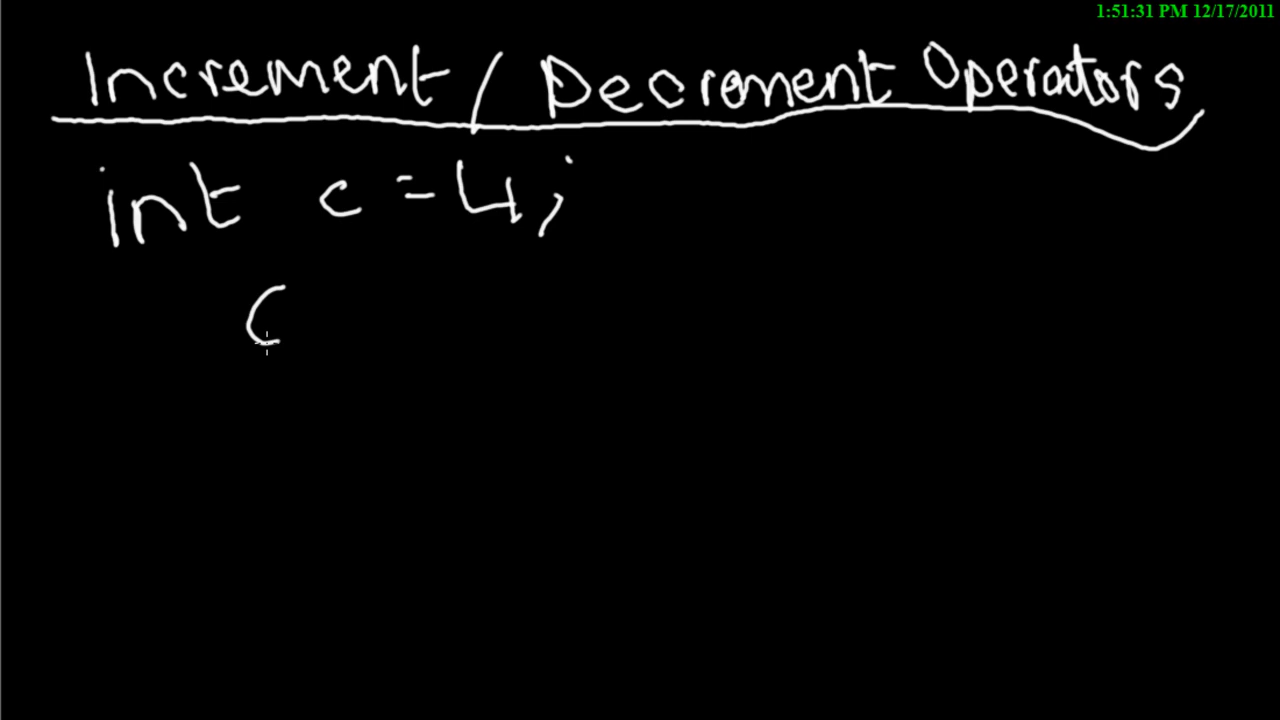 1:51:31 PM 12/17/2011
Increment / Decrement Operators
int c = 4;
c